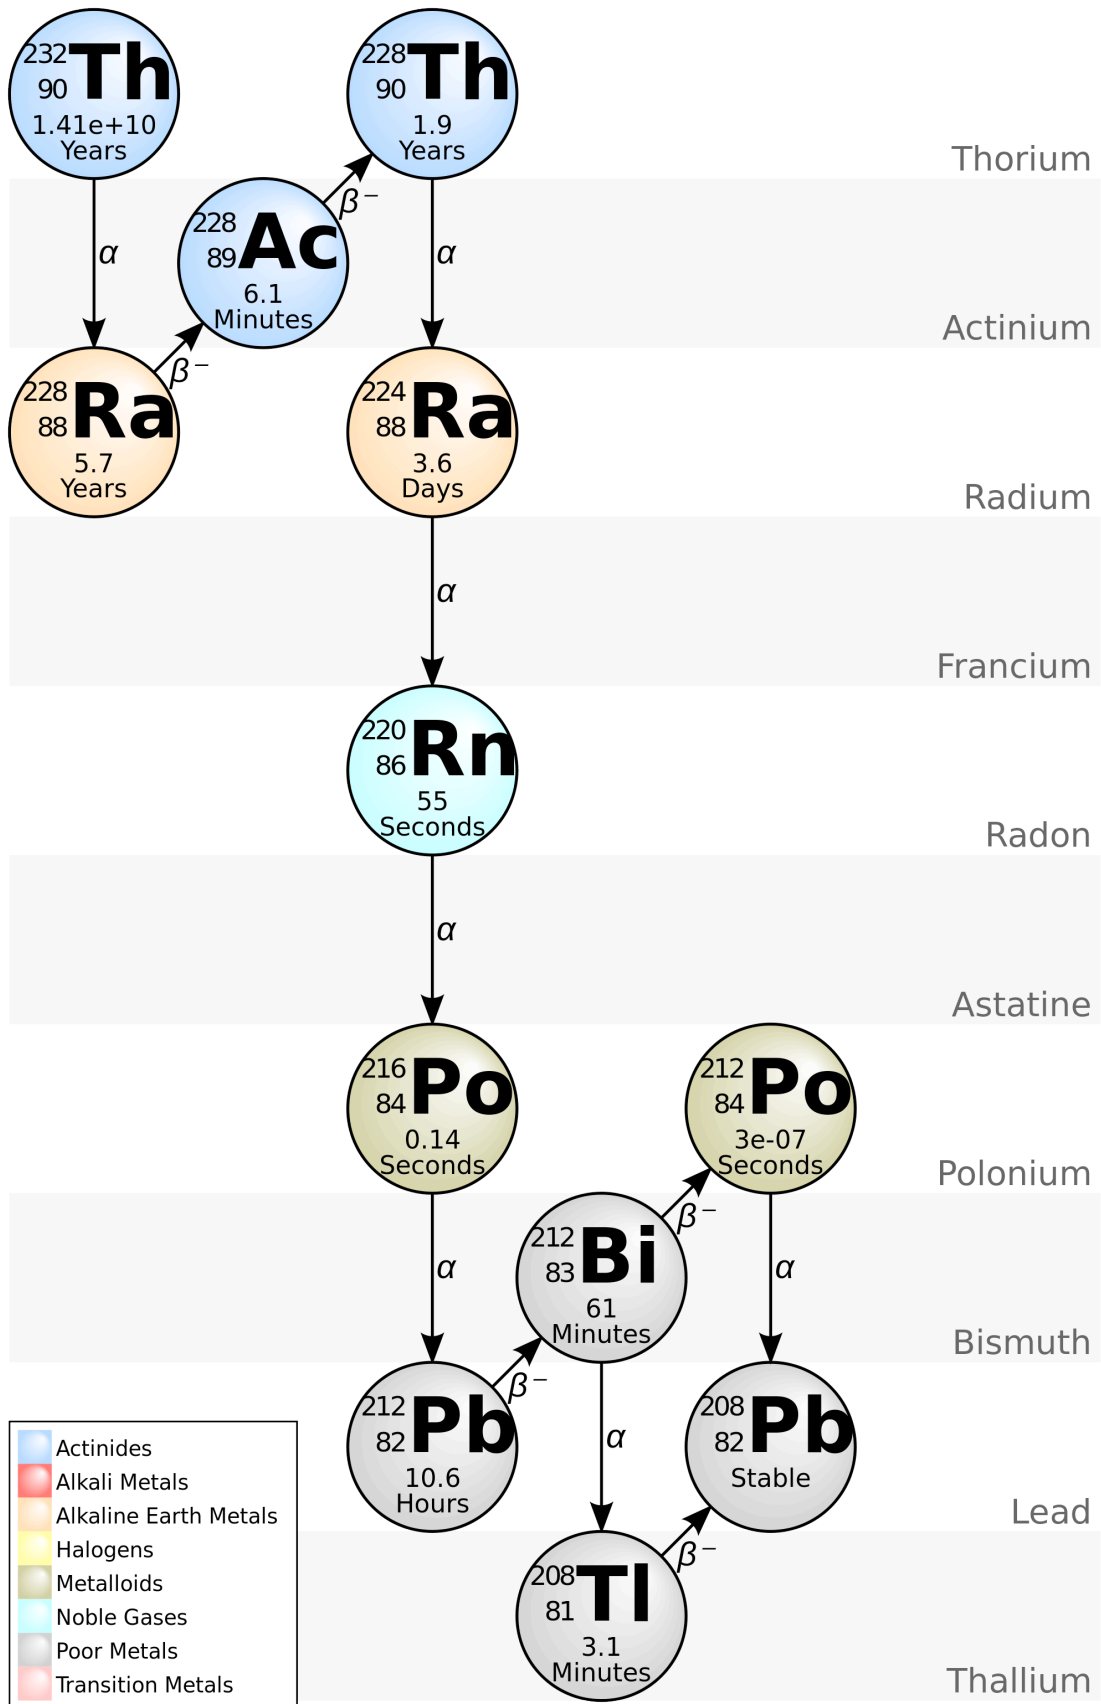 232
90
Th
1.41e+10
Years
228
90
Th
1.9
Years
Thorium
α
β⁻
228
89
Ac
6.1
Minutes
α
Actinium
β⁻
228
88
Ra
5.7
Years
224
88
Ra
3.6
Days
Radium
α
Francium
220
86
Rn
55
Seconds
Radon
α
Astatine
216
84
Po
0.14
Seconds
212
84
Po
3e-07
Seconds
Polonium
α
β⁻
212
83
Bi
61
Minutes
α
Bismuth
β⁻
212
82
Pb
10.6
Hours
α
208
82
Pb
Stable
Lead
β⁻
208
81
Tl
3.1
Minutes
Thallium
Actinides
Alkali Metals
Alkaline Earth Metals
Halogens
Metalloids
Noble Gases
Poor Metals
Transition Metals